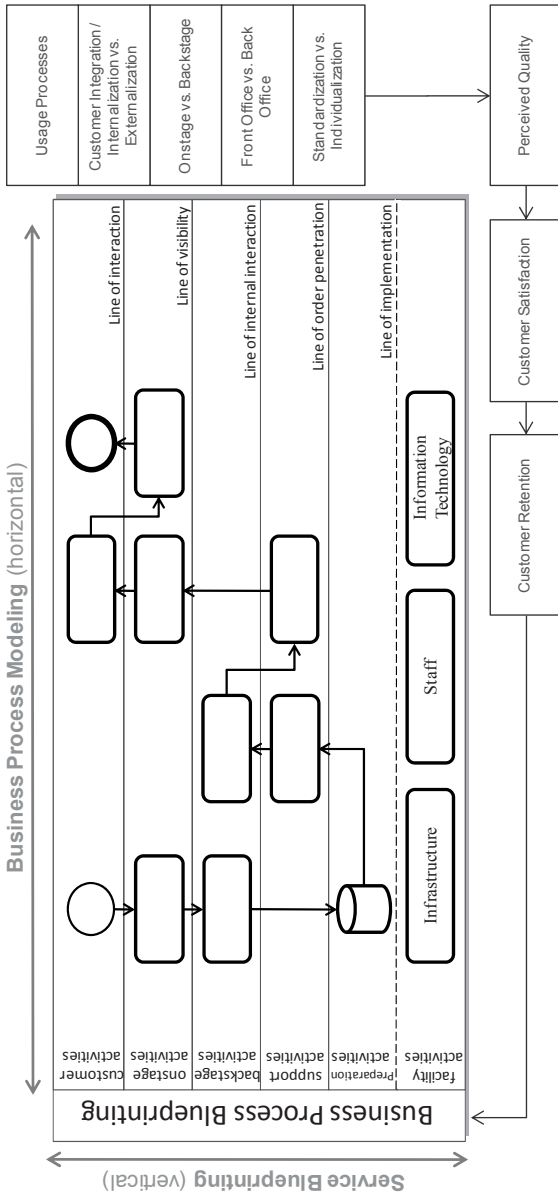 Business Process Modeling (horizontal)
Service Blueprinting (vertical)
Business Process Blueprinting
customer
activities
Line of interaction
onstage
activities
Line of visibility
backstage
activities
Line of internal interaction
support
activities
Line of order penetration
Preparation
activities
Line of implementation
facility
activities
Infrastructure
Staff
Information
Technology
Usage Processes
Customer Integration /
Internalization vs.
Externalization
Onstage vs. Backstage
Front Office vs. Back
Office
Standardization vs.
Individualization
Perceived Quality
Customer Satisfaction
Customer Retention